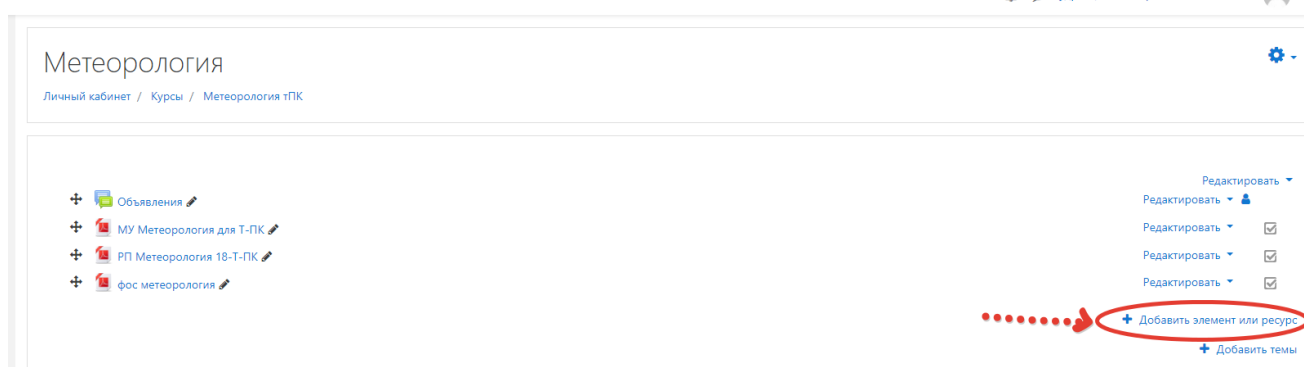 Метеорология
Личный кабинет / Курсы / Метеорология тПК
Редактировать
Объявления Редактировать
МУ Метеорология для Т-ПК Редактировать
РП Метеорология 18-Т-ПК Редактировать
фос метеорология Редактировать
+ Добавить элемент или ресурс
+ Добавить темы